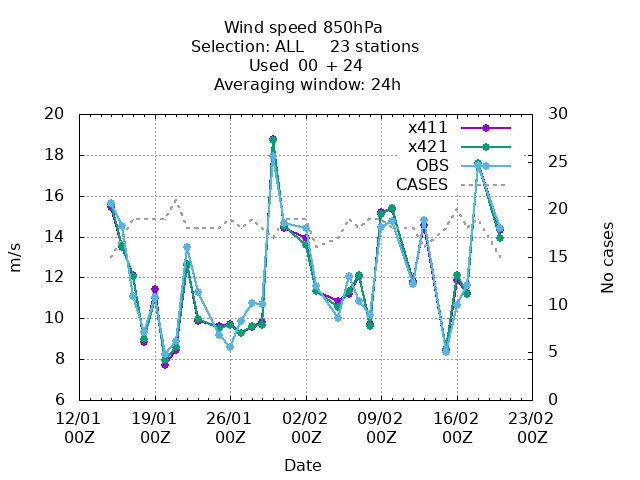 Wind speed 850hPa
Selection: ALL 23 stations
Used 00 + 24
Averaging window: 24h
20 30
x411
x421
OBS
CASES
18 25
16 20
14 15
12
10 10
8 5
6 0
m/s
No cases
12/01 19/01 26/01 02/02 09/02 16/02 23/02
00Z 00Z 00Z 00Z 00Z 00Z 00Z
Date